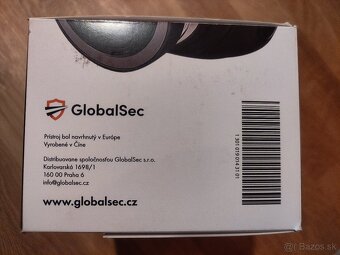 GlobalSec
Prístroj bol navrhnutý v Európe
Vyrobené v Číne
Distribuovane spoločnosťou GlobalSec s.r.o.
Karlovarská 1698/1
160 00 Praha 6
info@globalsec.cz
www.globalsec.cz
Bazos.sk